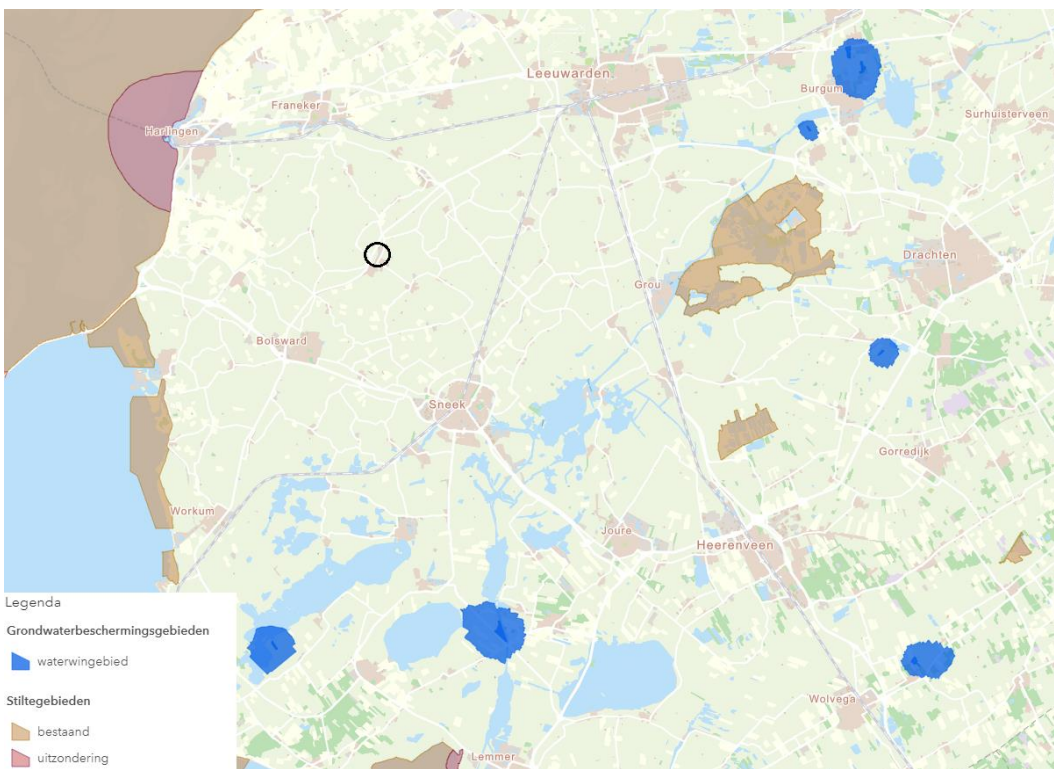 Leeuwarden
Burgum
Franeker
Surhuisterveen
Harlingen
Drachten
Grou
Bolsward
Sneek
Gorredijk
Workum
Joure
Heerenveen
Legenda
Grondwaterbeschermingsgebieden
waterwingebied
Stiltegebieden
bestaand
uitzondering
Wolvega
Lemmer